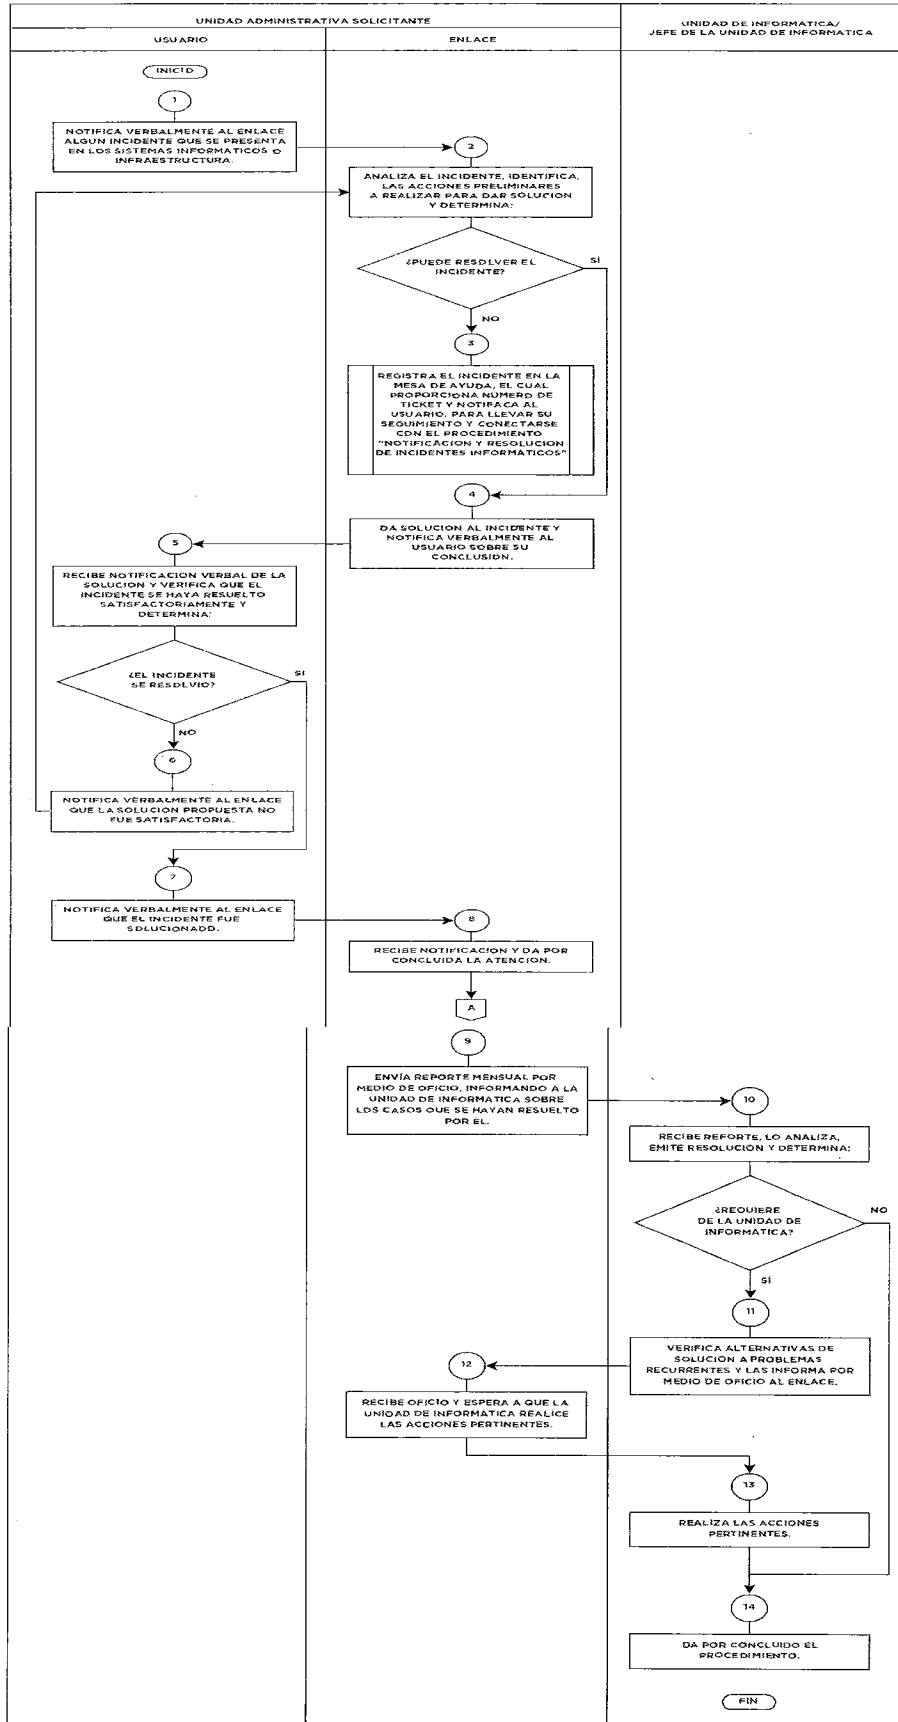 UNIDAD ADMINISTRATIVA SOLICITANTE
UNIDAD DE INFORMÁTICA/
JEFE DE LA UNIDAD DE INFORMATICA
USUARIO
ENLACE
INICIO
1
NOTIFICA VERBALMENTE AL ENLACE
ALGUN INCIDENTE QUE SE PRESENTA
EN LOS SISTEMAS INFORMATICOS O
INFRAESTRUCTURA.
2
ANALIZA EL INCIDENTE, IDENTIFICA,
LAS ACCIONES PRELIMINARES
A REALIZAR PARA DAR SOLUCION
Y DETERMINA:
¿PUEDE RESOLVER EL
INCIDENTE?
SÍ
NO
3
REGISTRA EL INCIDENTE EN LA
MESA DE AYUDA, EL CUAL
PROPORCIONA NUMERO DE
TICKET Y NOTIFACA AL
USUARIO, PARA LLEVAR SU
SEGUIMIENTO Y CONECTARSE
CON EL PROCEDIMIENTO
"NOTIFICACION Y RESOLUCION
DE INCIDENTES INFORMÁTICOS"
4
DA SOLUCION AL INCIDENTE Y
NOTIFICA VERBALMENTE AL
USUARIO SOBRE SU
CONCLUSIÓN.
5
RECIBE NOTIFICACION VERBAL DE LA
SOLUCION Y VERIFICA QUE EL
INCIDENTE SE HAYA RESUELTO
SATISFACTORIAMENTE Y
DETERMINA:
¿EL INCIDENTE
SE RESOLVIO?
SI
NO
6
NOTIFICA VERBALMENTE AL ENLACE
QUE LA SOLUCION PROPUESTA NO
FUE SATISFACTORIA.
7
NOTIFICA VERBALMENTE AL ENLACE
QUE EL INCIDENTE FUE
SOLUCIONADO.
8
RECIBE NOTIFICACIÓN Y DA POR
CONCLUIDA LA ATENCION.
A
9
ENVÍA REPORTE MENSUAL POR
MEDIO DE OFICIO, INFORMANDO A LA
UNIDAD DE INFORMATICA SOBRE
LOS CASOS QUE SE HAYAN RESUELTO
POR EL.
10
RECIBE REPORTE, LO ANALIZA,
EMITE RESOLUCIÓN Y DETERMINA:
¿REQUIERE
DE LA UNIDAD DE
INFORMÁTICA?
NO
SÍ
11
VERIFICA ALTERNATIVAS DE
SOLUCIÓN A PROBLEMAS
RECURRENTES Y LAS INFORMA POR
MEDIO DE OFICIO AL ENLACE.
12
RECIBE OFICIO Y ESPERA A QUE LA
UNIDAD DE INFORMÁTICA REALICE
LAS ACCIONES PERTINENTES.
13
REALIZA LAS ACCIONES
PERTINENTES.
14
DA POR CONCLUIDO EL
PROCEDIMIENTO.
FIN